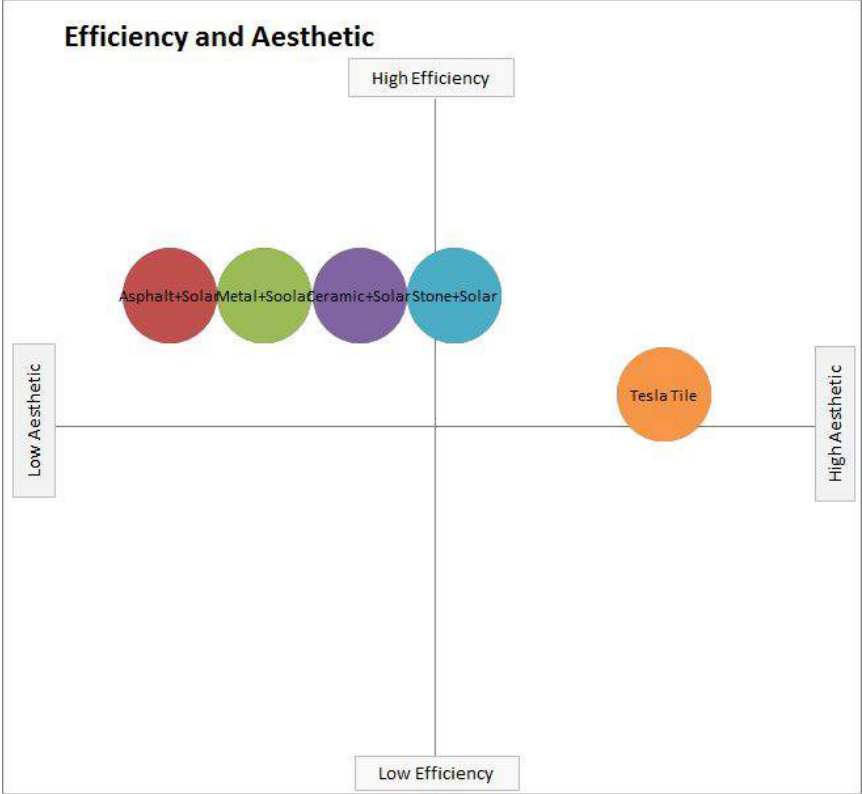 Efficiency and Aesthetic
High Efficiency
Asphalt+Solar
Metal+Soolar
Ceramic+Solar
Stone+Solar
Tesla Tile
Low Aesthetic
High Aesthetic
Low Efficiency